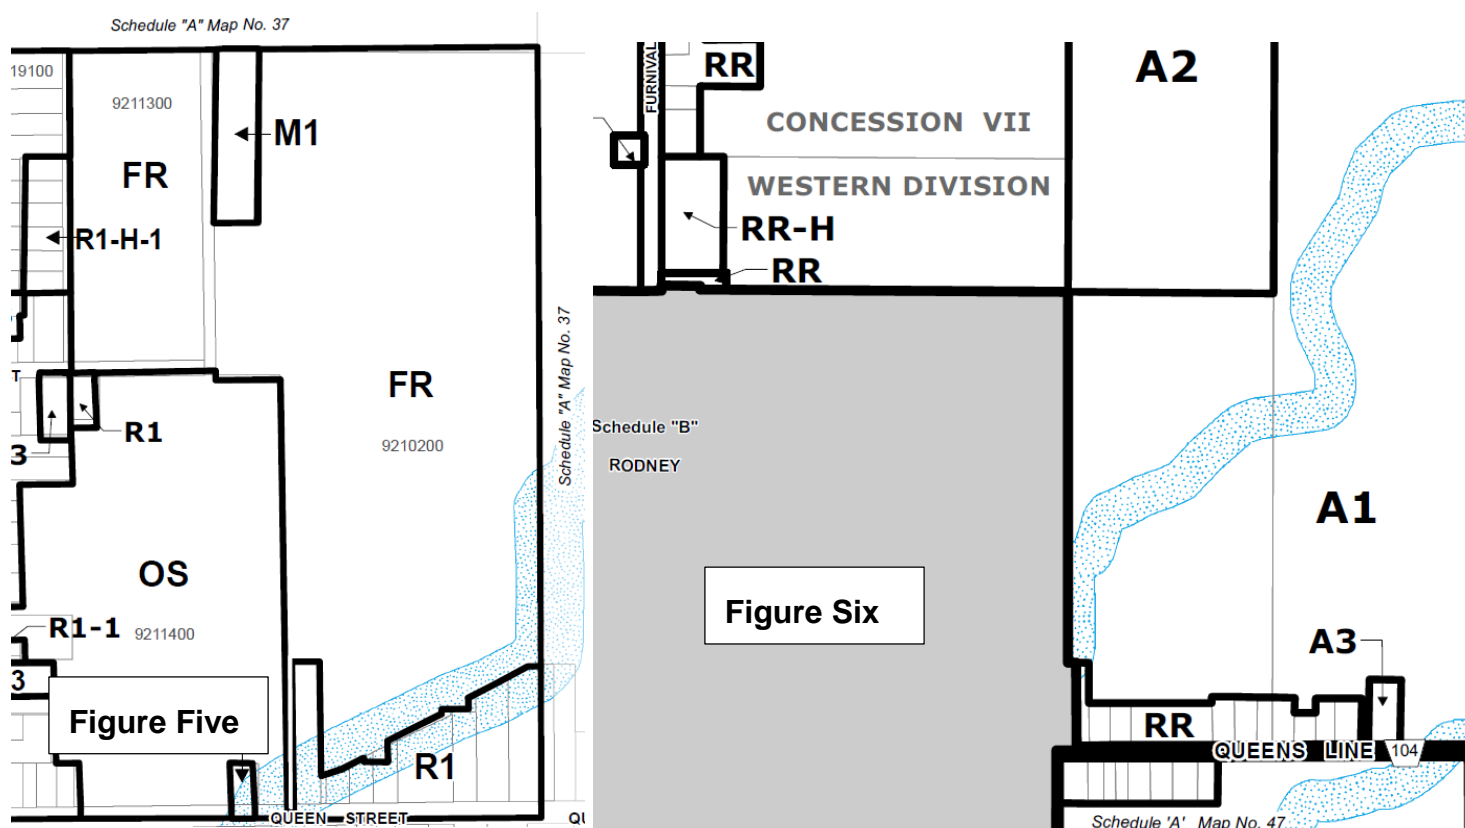 Schedule "A" Map No. 37
19100
9211300
M1
FR
R1-H-1
FR
9210200
Schedule "A" Map No. 37
T
R1
3
OS
R1-1
9211400
3
Figure Five
R1
QUEEN STREET
QU
FURNIVAL
RR
A2
CONCESSION VII
WESTERN DIVISION
RR-H
RR
Schedule "B"
RODNEY
A1
Figure Six
A3
RR
QUEENS LINE
104
Schedule 'A' Map No. 47